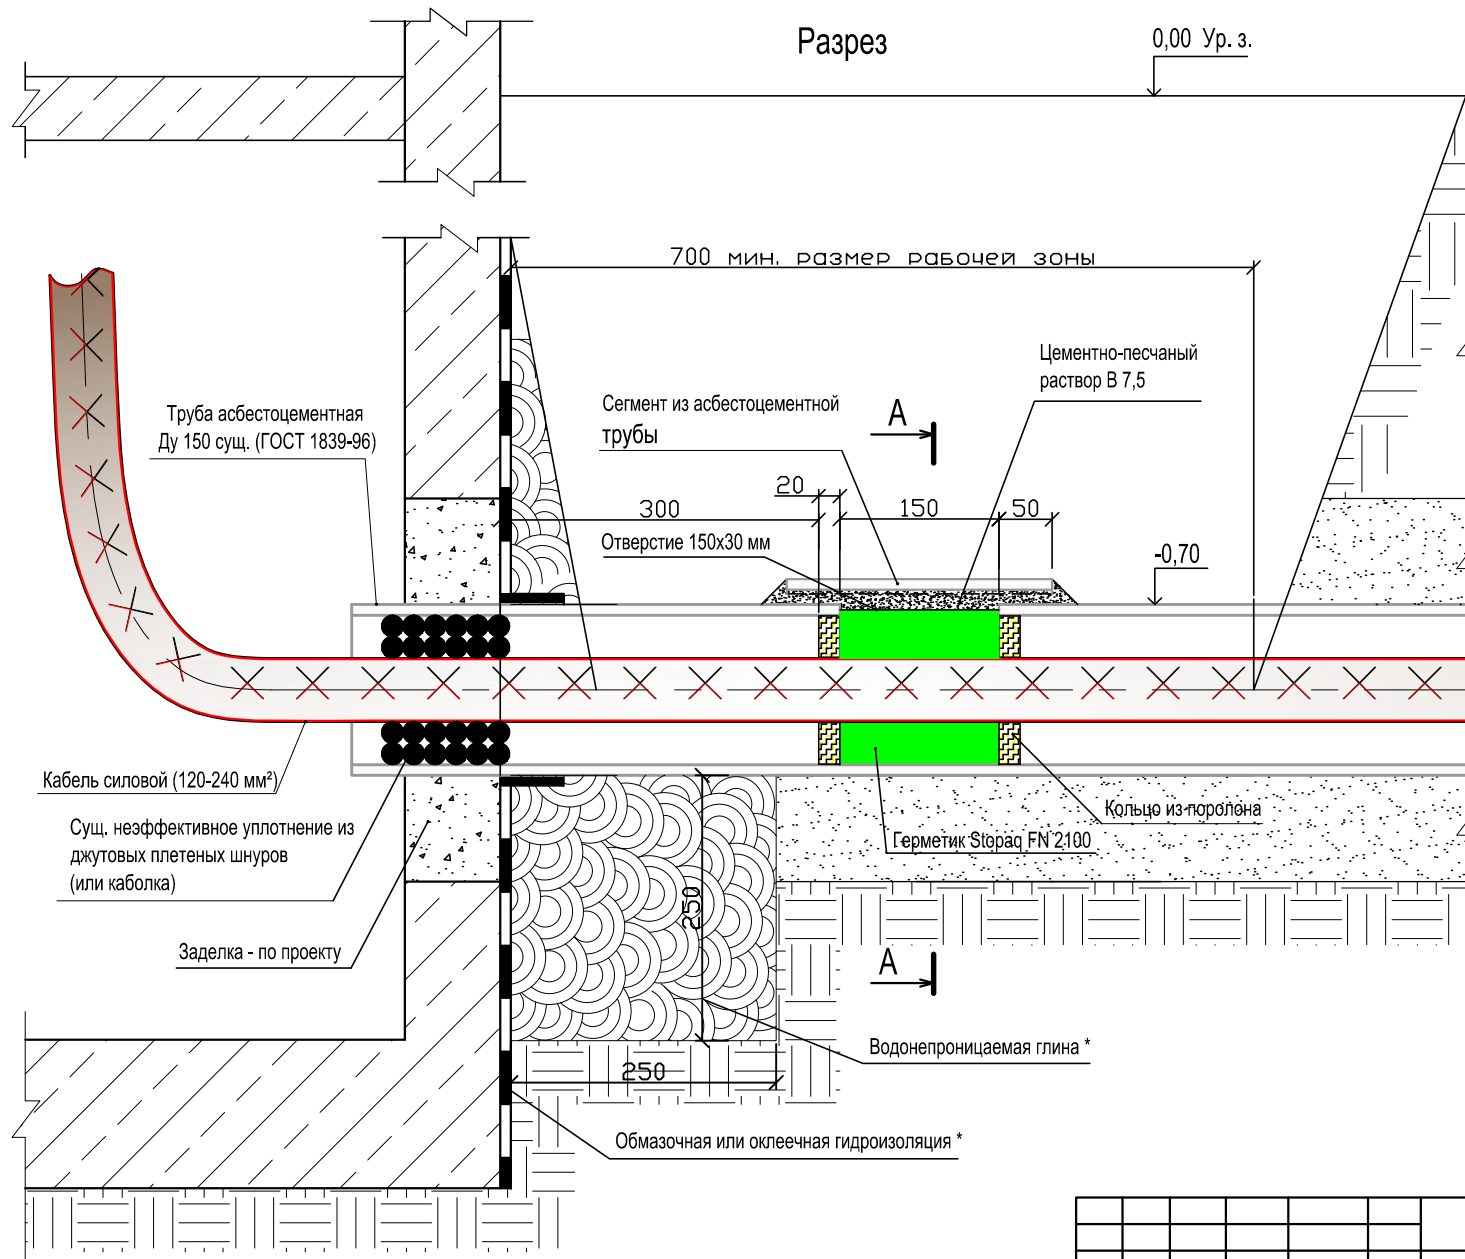 Разрез
0,00 Ур. з.
700 мин. размер рабочей зоны
Цементно-песчаный
раствор В 7,5
Сегмент из асбестоцементной
трубы
А
Труба асбестоцементная
Ду 150 сущ. (ГОСТ 1839-96)
20
300
150
50
Отверстие 150х30 мм
-0,70
Кабель силовой (120-240 мм²)
Кольцо из поролона
Сущ. неэффективное уплотнение из
джутовых плетеных шнуров
(или каболка)
Герметик Stopaq FN 2100
250
Заделка - по проекту
А
Водонепроницаемая глина *
250
Обмазочная или оклеечная гидроизоляция *